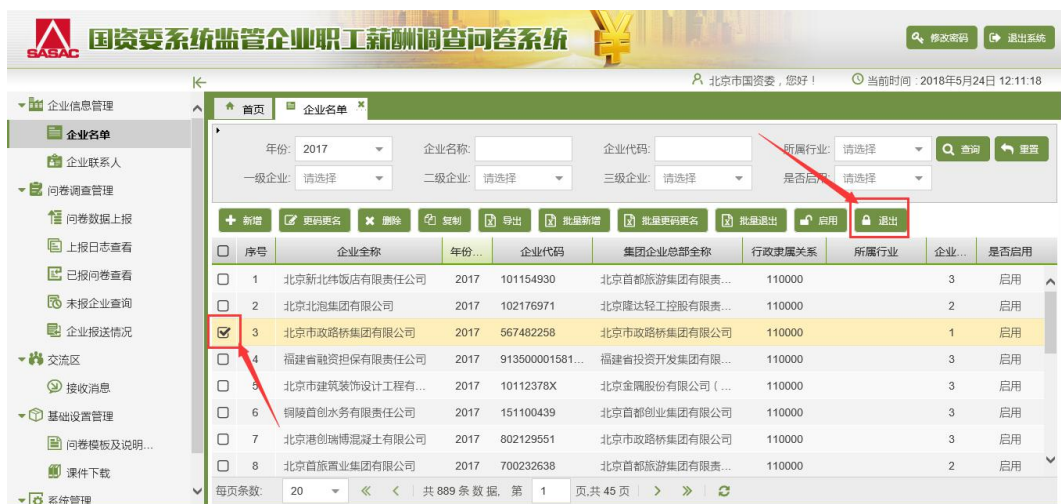 SASAC 国资委系统监管企业职工薪酬调查问卷系统 修改密码 退出系统
北京市国资委，您好！ 当前时间：2018年5月24日 12:11:18
企业信息管理
企业名单
企业联系人
问卷调查管理
问卷数据上报
上报日志查看
已报问卷查看
未报企业查询
企业报送情况
交流区
接收消息
基础设置管理
问卷模板及说明...
课件下载
系统管理
首页 企业名单
年份: 2017 企业名称: 企业代码: 所属行业: 请选择 查询 重置
一级企业: 请选择 二级企业: 请选择 三级企业: 请选择 是否启用: 请选择
新增 更码更名 删除 复制 导出 批量新增 批量更码更名 批量退出 启用 退出
序号 企业全称 年份... 企业代码 集团企业总部全称 行政隶属关系 所属行业 企业... 是否启用
1 北京新北纬饭店有限责任公司 2017 101154930 北京首都旅游集团有限责... 110000 3 启用
2 北京北泡集团有限公司 2017 102176971 北京隆达轻工控股有限责... 110000 2 启用
3 北京市政路桥集团有限公司 2017 567482258 北京市政路桥集团有限公司 110000 1 启用
4 福建省融资担保有限责任公司 2017 913500001581... 福建省投资开发集团有限... 110000 3 启用
5 北京市建筑装饰设计工程有... 2017 10112378X 北京金隅股份有限公司（... 110000 3 启用
6 铜陵首创水务有限责任公司 2017 151100439 北京首都创业集团有限公司 110000 3 启用
7 北京港创瑞博混凝土有限公司 2017 802129551 北京市政路桥集团有限公司 110000 3 启用
8 北京首旅置业集团有限公司 2017 700232638 北京首都旅游集团有限责... 110000 2 启用
每页条数: 20 共 889 条 数 据, 第 1 页,共 45 页